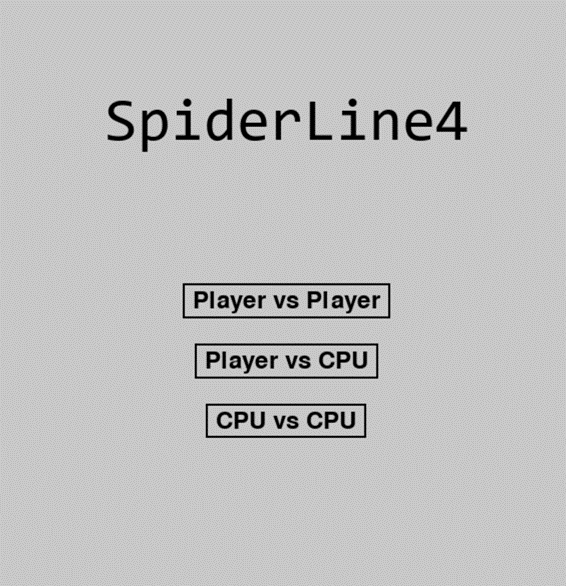 SpiderLine4
Player vs Player
Player vs CPU
CPU vs CPU